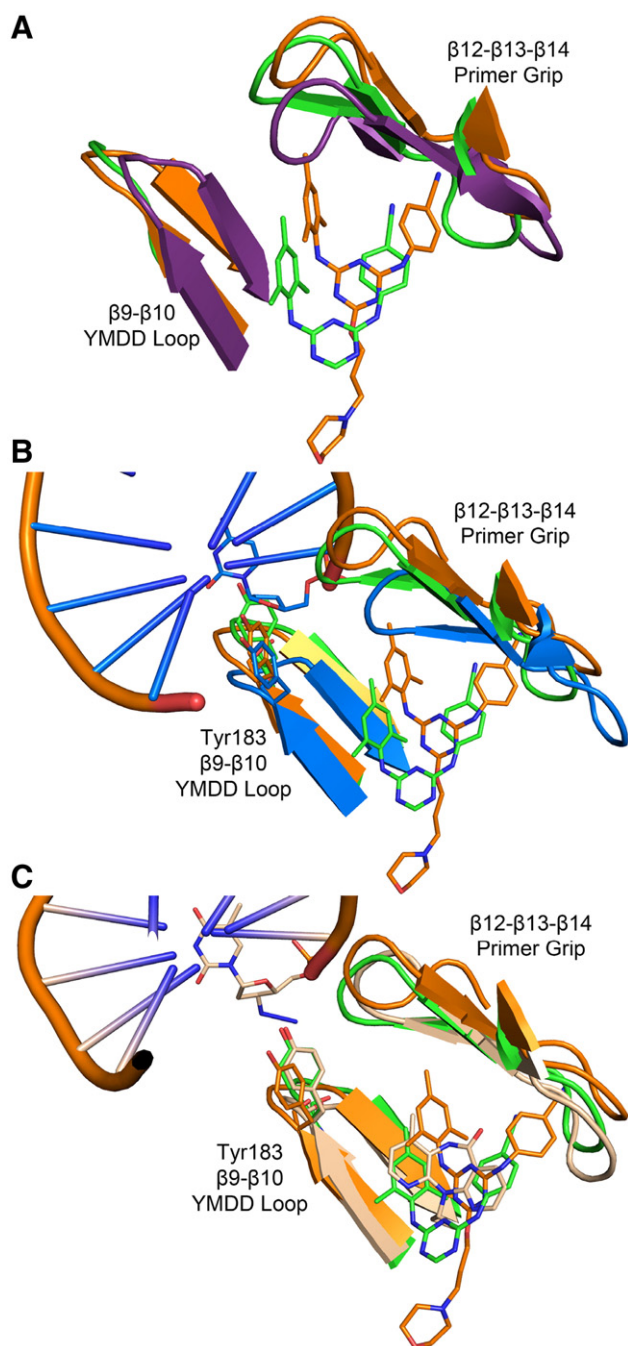 A
β12-β13-β14
Primer Grip
β9-β10
YMDD Loop
B
β12-β13-β14
Primer Grip
Tyr183
β9-β10
YMDD Loop
C
β12-β13-β14
Primer Grip
Tyr183
β9-β10
YMDD Loop